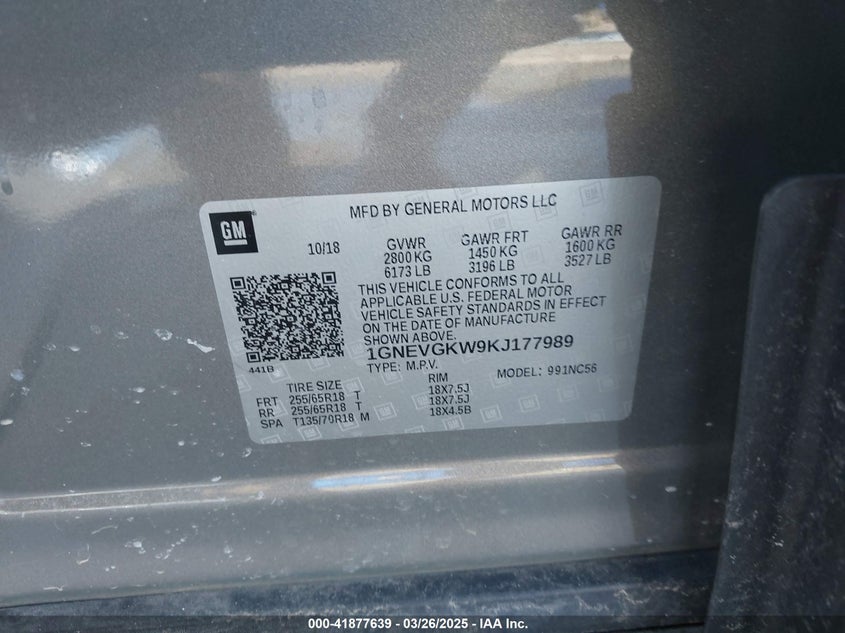 MFD BY GENERAL MOTORS LLC
GM
10/18
GVWR GAWR FRT GAWR RR
2800 KG 1450 KG 1600 KG
6173 LB 3196 LB 3527 LB
THIS VEHICLE CONFORMS TO ALL
APPLICABLE U.S. FEDERAL MOTOR
VEHICLE SAFETY STANDARDS IN EFFECT
ON THE DATE OF MANUFACTURE
SHOWN ABOVE.
1GNEVGKW9KJ177989
441B
TYPE: M.P.V. MODEL: 991NC56
TIRE SIZE RIM
FRT 255/65R18 T 18X7.5J
RR 255/65R18 T 18X7.5J
SPA T135/70R18 M 18X4.5B
000-41877639 - 03/26/2025 - IAA Inc.